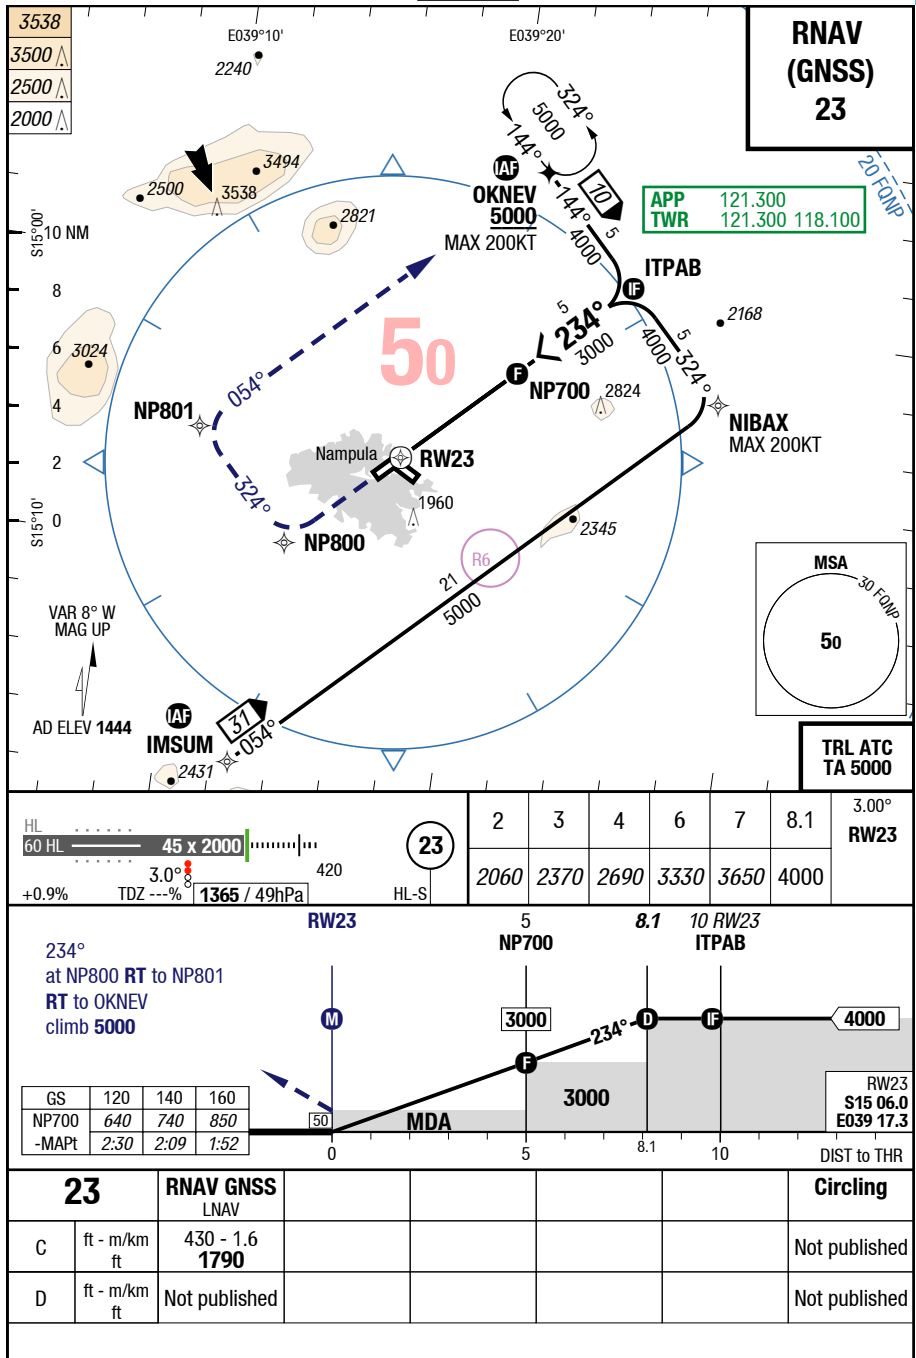 3538
3500
2500
2000
E039°10'
E039°20'
RNAV
(GNSS)
23
2240
324°
5000
144°
3494
2500
3538
2821
IAF
OKNEV
5000
MAX 200KT
144°
10
5
4000
20 FQNP
APP 121.300
TWR 121.300 118.100
S15°00'
10 NM
8
6
4
2
0
S15°10'
ITPAB
IF
2168
5
234°
3000
5
4000
324°
50
3024
054°
NP801
F
NP700
2824
NIBAX
MAX 200KT
Nampula
RW23
324°
1960
NP800
2345
R6
21
5000
MSA
30 FQNP
50
VAR 8° W
MAG UP
AD ELEV 1444
IAF
IMSUM
31
054°
2431
TRL ATC
TA 5000
HL
60 HL
45 x 2000
420
3.0°
+0.9%
TDZ ---%
1365 / 49hPa
HL-S
23
2 3 4 6 7 8.1
3.00°
RW23
2060 2370 2690 3330 3650 4000
RW23
5
NP700
8.1
10 RW23
ITPAB
234°
at NP800 RT to NP801
RT to OKNEV
climb 5000
M
3000
234°
D
IF
4000
F
3000
MDA
50
RW23
S15 06.0
E039 17.3
GS 120 140 160
NP700 640 740 850
-MAPt 2:30 2:09 1:52
0
5
8.1
10
DIST to THR
23
RNAV GNSS
LNAV
Circling
C
ft - m/km
ft
430 - 1.6
1790
Not published
D
ft - m/km
ft
Not published
Not published